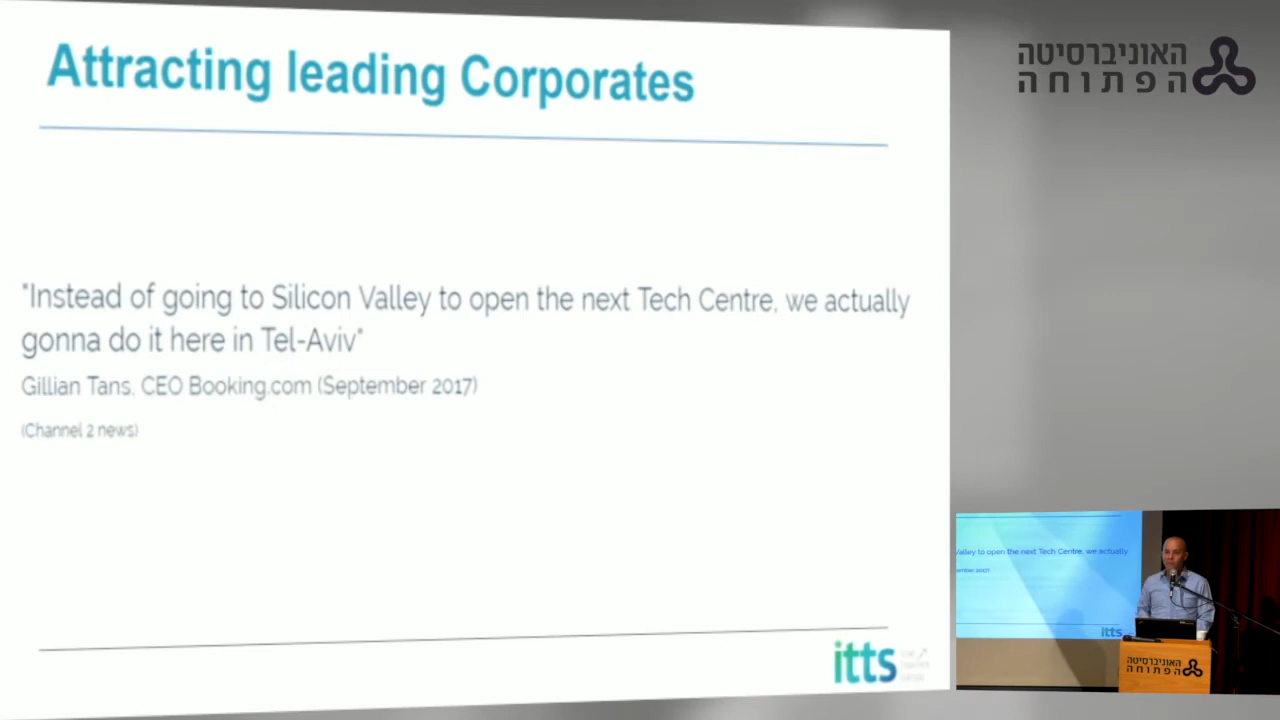 Attracting leading Corporates
האוניברסיטה
הפתוחה
"Instead of going to Silicon Valley to open the next Tech Centre, we actually
gonna do it here in Tel-Aviv"
Gillian Tans, CEO Booking.com (September 2017)
(Channel 2 news)
itts
Valley to open the next Tech Centre, we actually
ember 2017)
itts
האוניברסיטה
הפתוחה